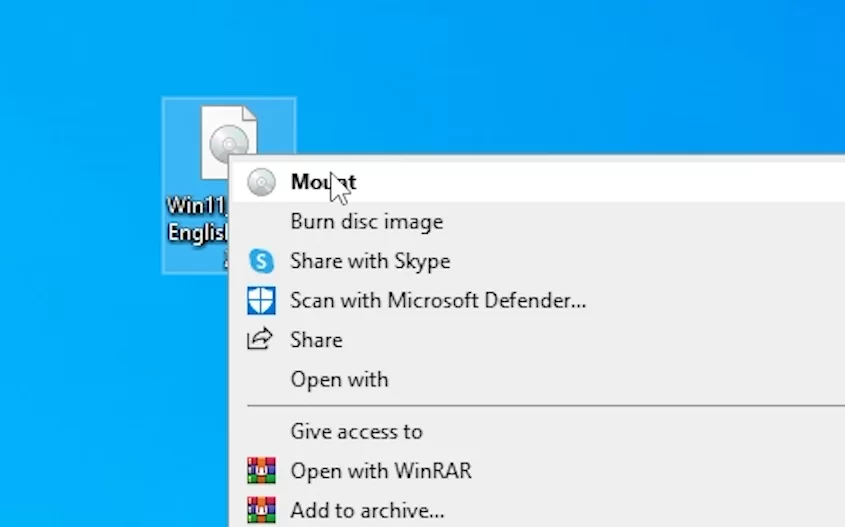 Win11_
English
Mount
Burn disc image
Share with Skype
Scan with Microsoft Defender...
Share
Open with
Give access to
Open with WinRAR
Add to archive...